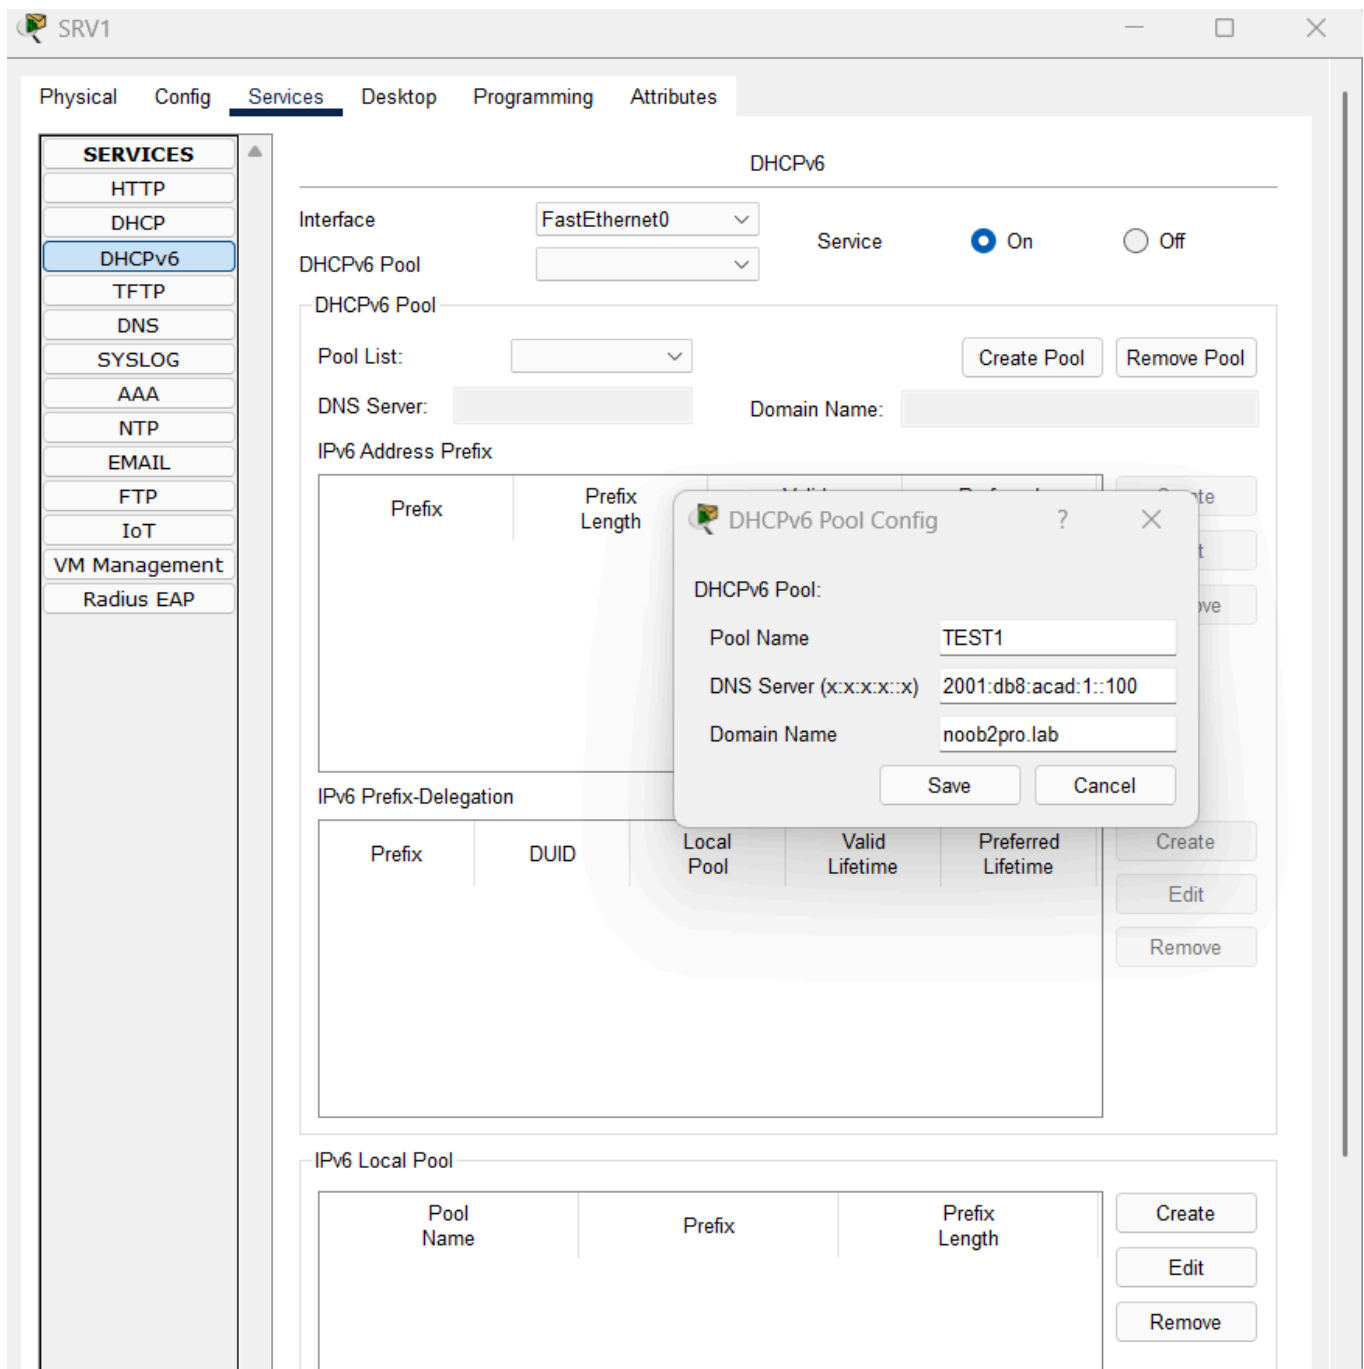 SRV1
Physical Config Services Desktop Programming Attributes
SERVICES
HTTP
DHCP
DHCPv6
TFTP
DNS
SYSLOG
AAA
NTP
EMAIL
FTP
IoT
VM Management
Radius EAP
DHCPv6
Interface FastEthernet0
Service On Off
DHCPv6 Pool
DHCPv6 Pool
Pool List: Create Pool Remove Pool
DNS Server: Domain Name:
IPv6 Address Prefix
Prefix
Prefix
Length
DHCPv6 Pool Config ?
DHCPv6 Pool:
Pool Name TEST1
DNS Server (x:x:x:x::x) 2001:db8:acad:1::100
Domain Name noob2pro.lab
Save Cancel
IPv6 Prefix-Delegation
Prefix
DUID
Local
Pool
Valid
Lifetime
Preferred
Lifetime
Create
Edit
Remove
IPv6 Local Pool
Pool
Name
Prefix
Prefix
Length
Create
Edit
Remove